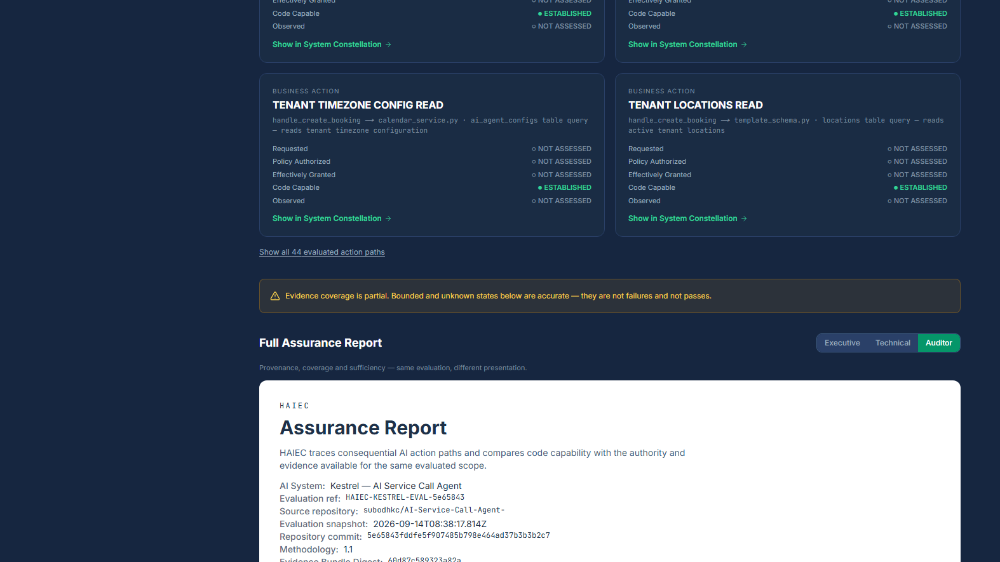 Effectively Granted
○ NOT ASSESSED
Code Capable
● ESTABLISHED
Observed
○ NOT ASSESSED
Show in System Constellation →
Effectively Granted
○ NOT ASSESSED
Code Capable
● ESTABLISHED
Observed
○ NOT ASSESSED
Show in System Constellation →
BUSINESS ACTION
TENANT TIMEZONE CONFIG READ
handle_create_booking ⟶ calendar_service.py · ai_agent_configs table query
— reads tenant timezone configuration
Requested
○ NOT ASSESSED
Policy Authorized
○ NOT ASSESSED
Effectively Granted
○ NOT ASSESSED
Code Capable
● ESTABLISHED
Observed
○ NOT ASSESSED
Show in System Constellation →
BUSINESS ACTION
TENANT LOCATIONS READ
handle_create_booking ⟶ template_schema.py · locations table query — reads
active tenant locations
Requested
○ NOT ASSESSED
Policy Authorized
○ NOT ASSESSED
Effectively Granted
○ NOT ASSESSED
Code Capable
● ESTABLISHED
Observed
○ NOT ASSESSED
Show in System Constellation →
Show all 44 evaluated action paths
Evidence coverage is partial. Bounded and unknown states below are accurate — they are not failures and not passes.
Full Assurance Report
Executive
Technical
Auditor
Provenance, coverage and sufficiency — same evaluation, different presentation.
HAIEC
Assurance Report
HAIEC traces consequential AI action paths and compares code capability with the authority and
evidence available for the same evaluated scope.
AI System: Kestrel — AI Service Call Agent
Evaluation ref: HAIEC-KESTREL-EVAL-5e65843
Source repository: subodhkc/AI-Service-Call-Agent-
Evaluation snapshot: 2026-09-14T08:38:17.814Z
Repository commit: 5e65843fddfe5f907485b798e464ad37b3b3b2c7
Methodology: 1.1
Evidence Bundle Digest: 60d87c589323a82a